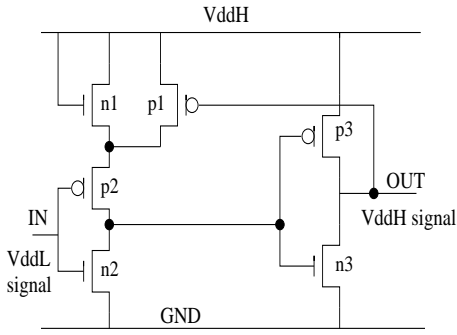 VddH
n1
p1
p3
p2
OUT
IN
VddH signal
VddL
signal
n2
n3
GND